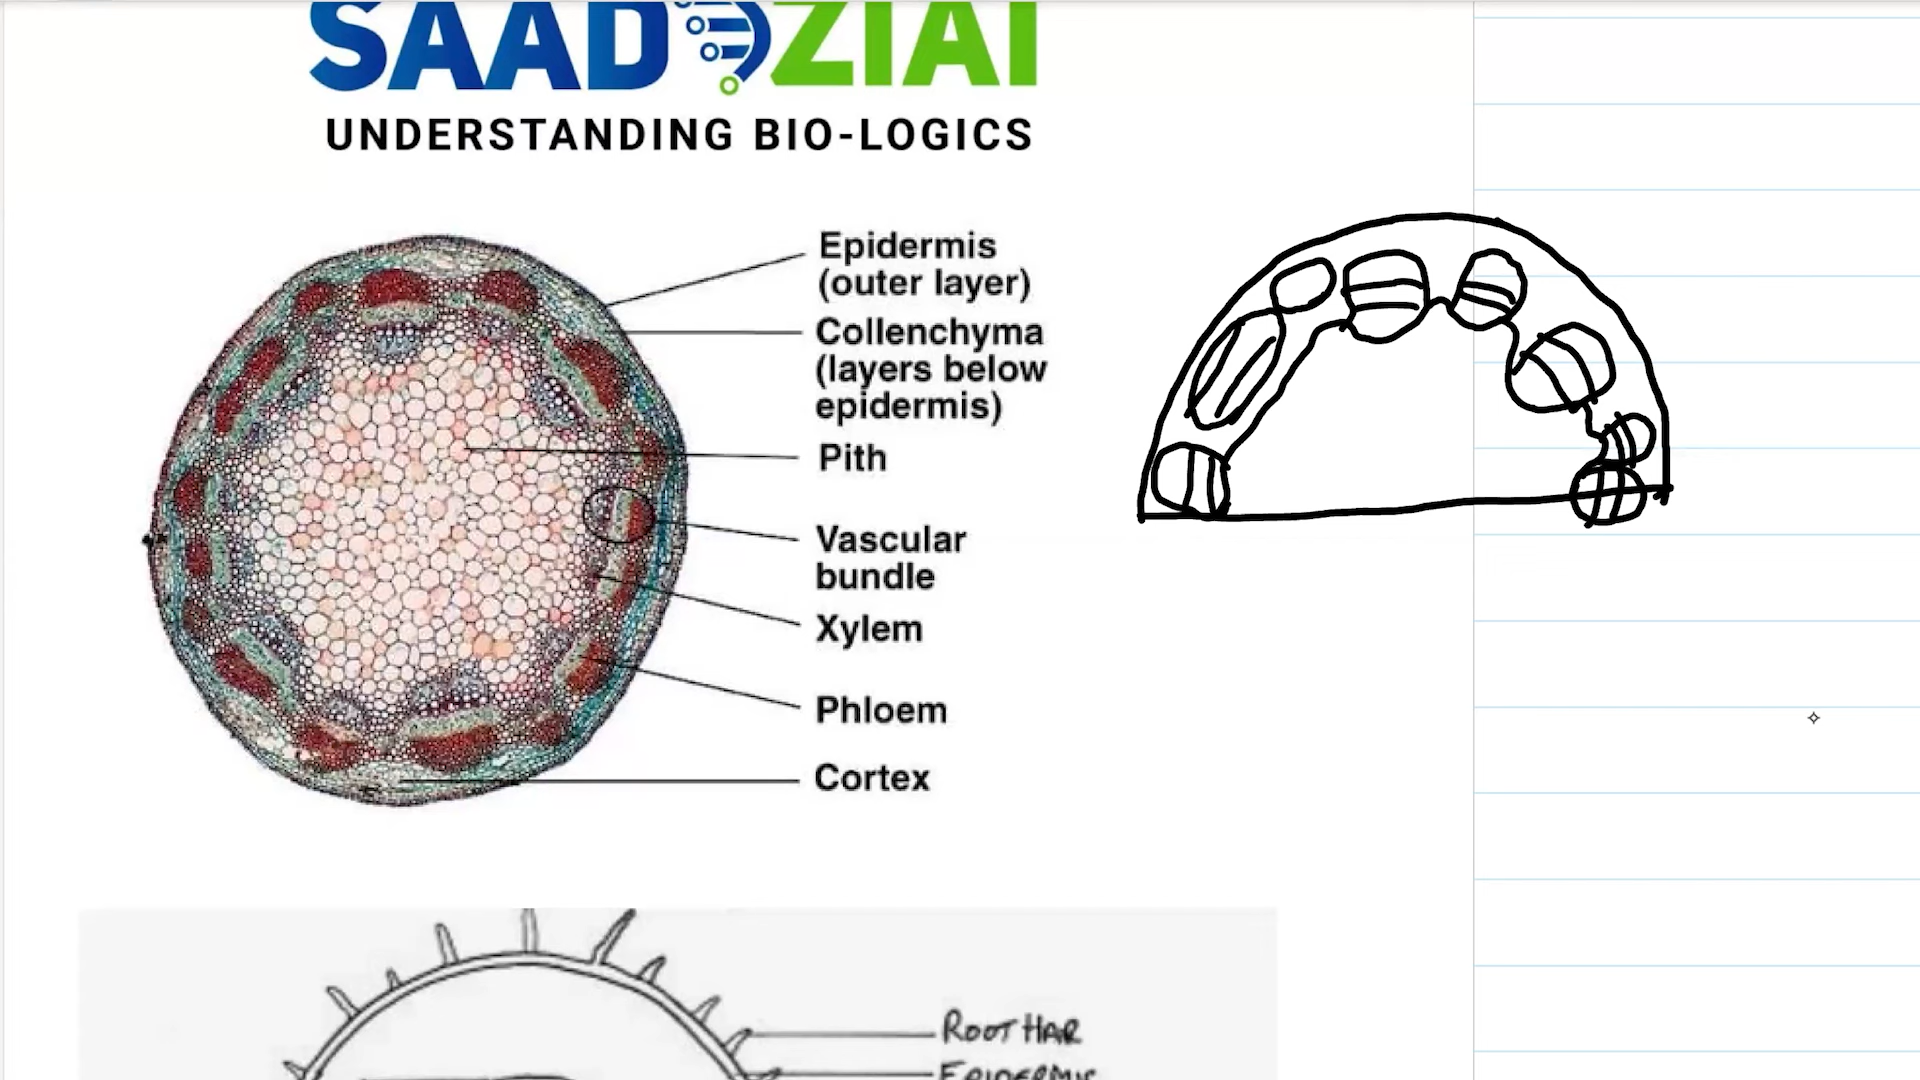 SAAD ZIAI
UNDERSTANDING BIO-LOGICS
Epidermis
(outer layer)
Collenchyma
(layers below
epidermis)
Pith
Vascular
bundle
Xylem
Phloem
Cortex
ROOT HAIR
EPIDERMIS